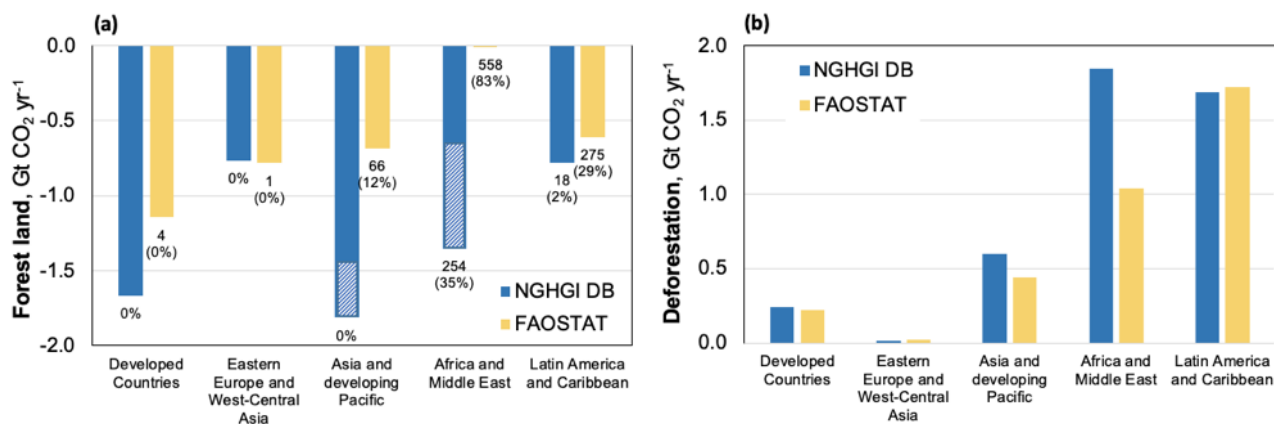 (a)
Forest land, Gt CO₂ yr⁻¹
0.0
-0.5
-1.0
-1.5
-2.0
0%
4
(0%)
0%
1
(0%)
0%
66
(12%)
254
(35%)
558
(83%)
18
(2%)
275
(29%)
NGHGI DB
FAOSTAT
Developed
Countries
Eastern
Europe and
West-Central
Asia
Asia and
developing
Pacific
Africa and
Middle East
Latin America
and Caribbean
(b)
Deforestation, Gt CO₂ yr⁻¹
2.0
1.5
1.0
0.5
0.0
NGHGI DB
FAOSTAT
Developed
Countries
Eastern
Europe and
West-Central
Asia
Asia and
developing
Pacific
Africa and
Middle East
Latin America
and Caribbean